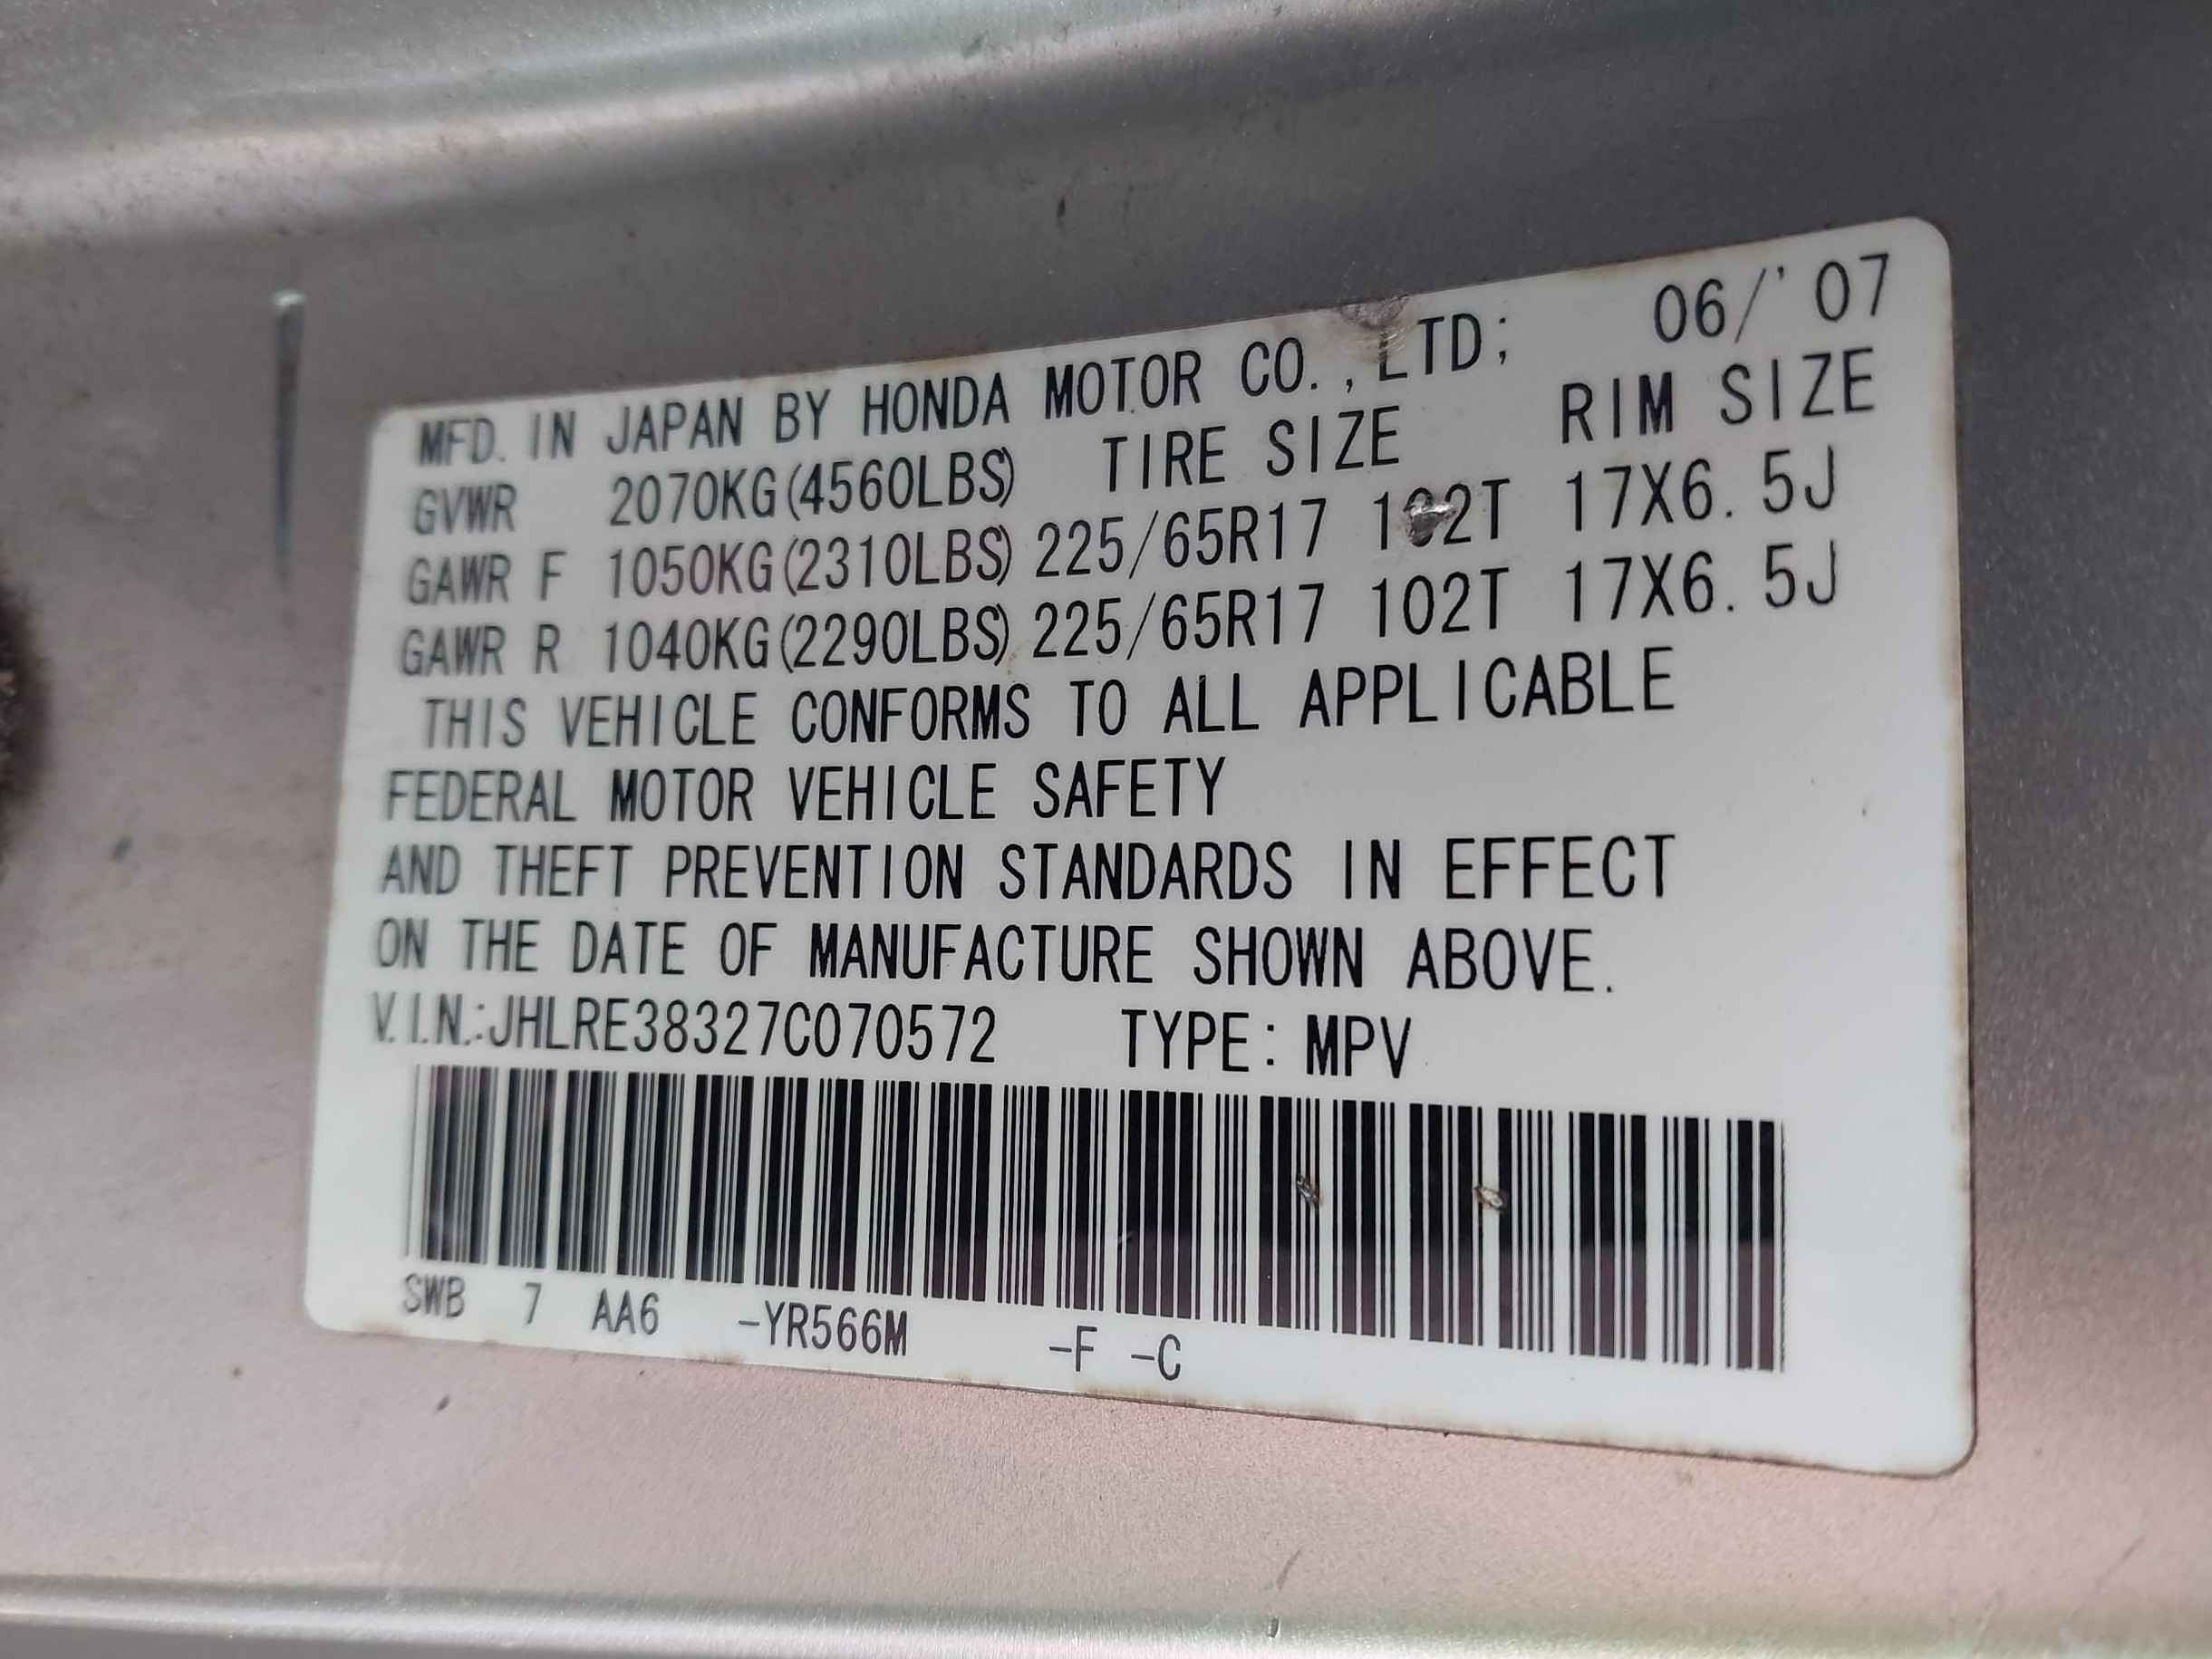 MFD. IN JAPAN BY HONDA MOTOR CO.,LTD; 06/'07
GVWR 2070KG(4560LBS) TIRE SIZE RIM SIZE
GAWR F 1050KG(2310LBS) 225/65R17 102T 17X6.5J
GAWR R 1040KG(2290LBS) 225/65R17 102T 17X6.5J
THIS VEHICLE CONFORMS TO ALL APPLICABLE
FEDERAL MOTOR VEHICLE SAFETY
AND THEFT PREVENTION STANDARDS IN EFFECT
ON THE DATE OF MANUFACTURE SHOWN ABOVE.
V.I.N.:JHLRE38327C070572 TYPE: MPV
SWB 7 AA6 -YR566M -F -C